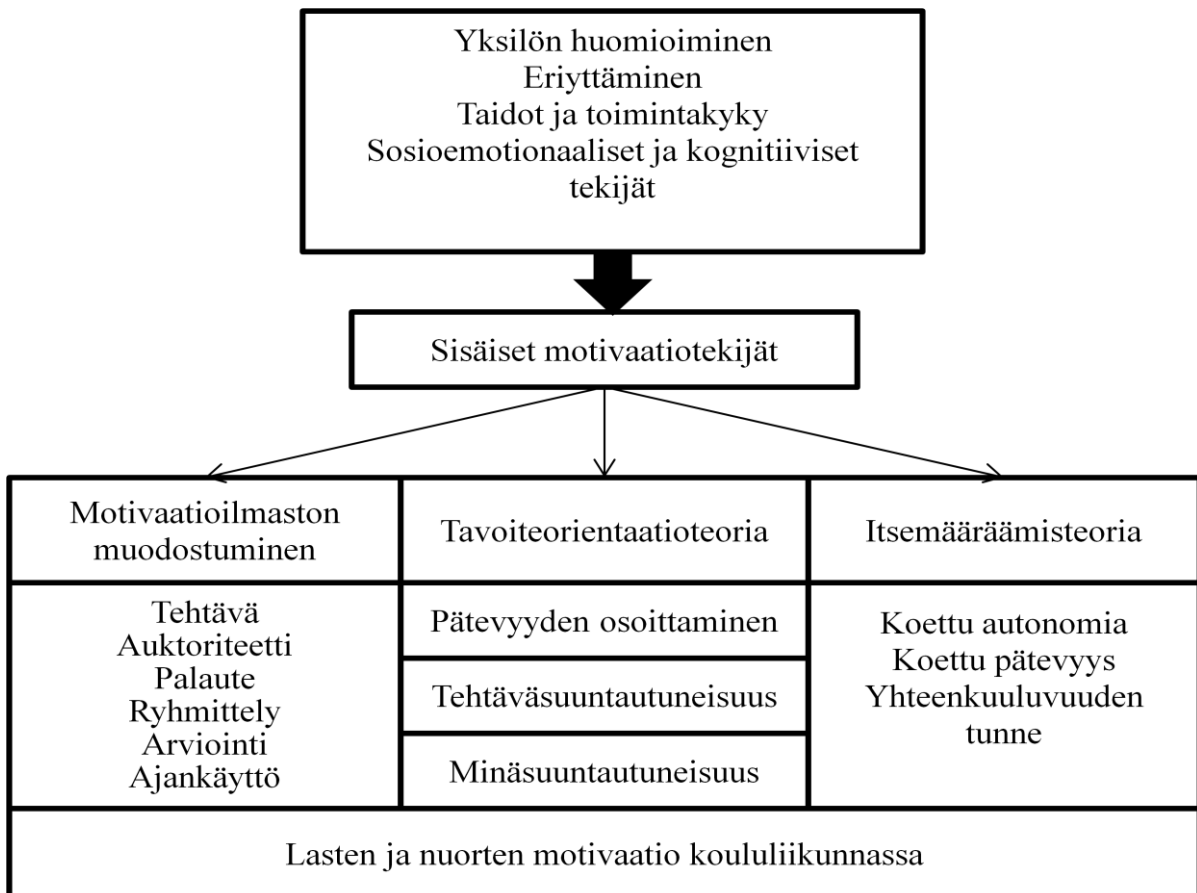 Yksilön huomioiminen
Eriyttäminen
Taidot ja toimintakyky
Sosioemotionaaliset ja kognitiiviset
tekijät
Sisäiset motivaatiotekijät
Motivaatioilmaston
muodostuminen
Tavoiteorientaatioteoria
Itsemääräämisteoria
Tehtävä
Auktoriteetti
Palaute
Ryhmittely
Arviointi
Ajankäyttö
Pätevyyden osoittaminen
Tehtäväsuuntautuneisuus
Minäsuuntautuneisuus
Koettu autonomia
Koettu pätevyys
Yhteenkuuluvuuden
tunne
Lasten ja nuorten motivaatio koululiikunnassa